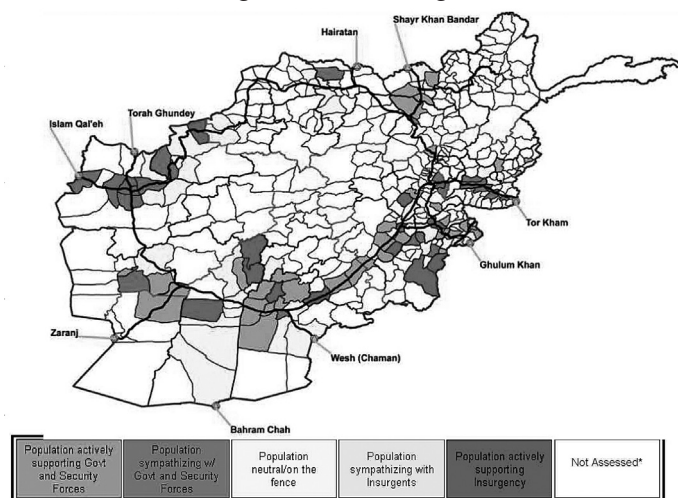 Hairatan
Shayr Khan Bandar
Torah Ghundey
Islam Qal'eh
Tor Kham
Ghulum Khan
Zaranj
Wesh (Chaman)
Bahram Chah
Population actively
supporting Govt
and Security
Forces
Population
sympathizing w/
Govt and Security
Forces
Population
neutral/on the
fence
Population
sympathizing with
Insurgents
Population actively
supporting
Insurgency
Not Assessed*